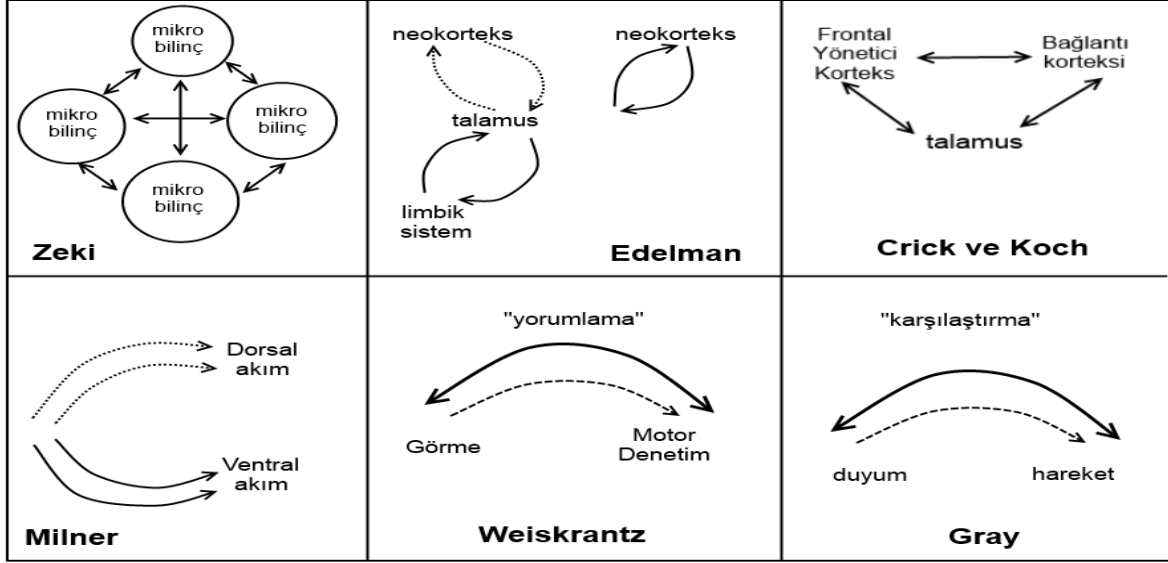 mikro
bilinç
mikro
bilinç
mikro
bilinç
mikro
bilinç
Zeki
neokorteks
talamus
limbik
sistem
neokorteks
Edelman
Frontal
Yönetici
Korteks
Bağlantı
korteksi
talamus
Crick ve Koch
Dorsal
akım
Ventral
akım
Milner
"yorumlama"
Görme
Motor
Denetim
Weiskrantz
"karşılaştırma"
duyum
hareket
Gray